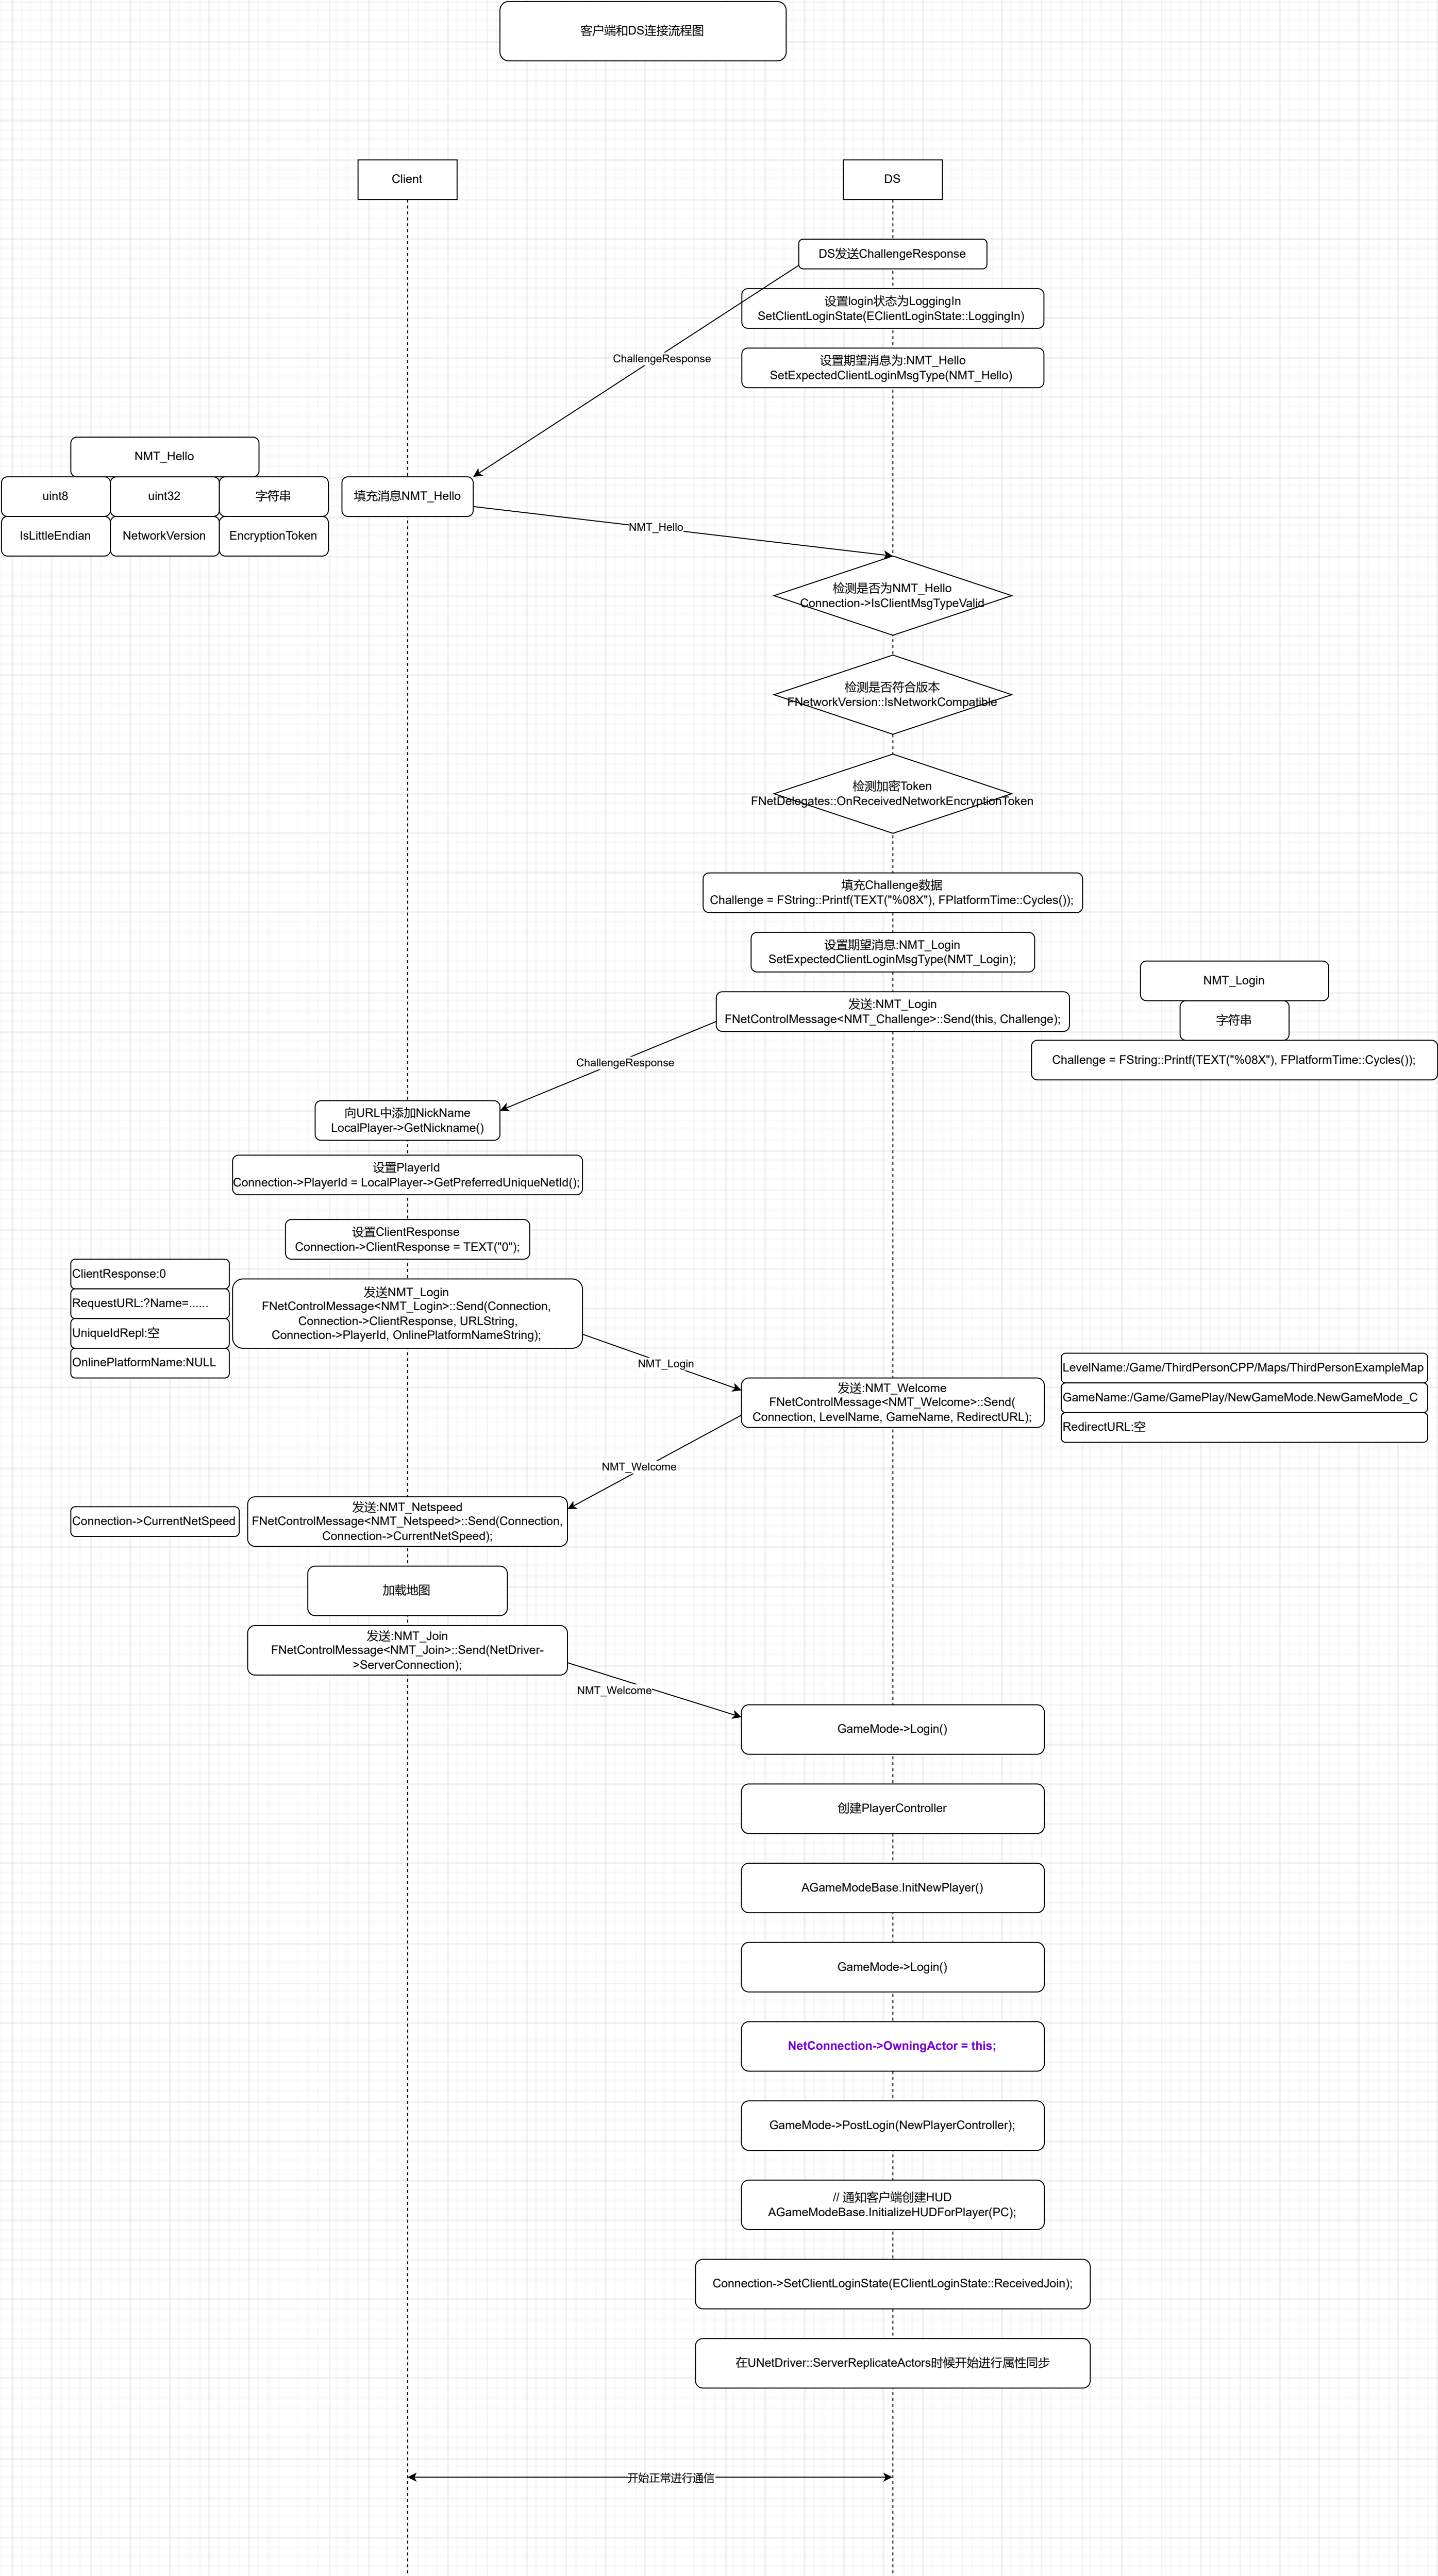 客户端和DS连接流程图
Client
DS
DS发送ChallengeResponse
设置login状态为LoggingIn
SetClientLoginState(EClientLoginState::LoggingIn)
ChallengeResponse
设置期望消息为:NMT_Hello
SetExpectedClientLoginMsgType(NMT_Hello)
NMT_Hello
uint8
uint32
字符串
IsLittleEndian
NetworkVersion
EncryptionToken
填充消息NMT_Hello
NMT_Hello
检测是否为NMT_Hello
Connection->IsClientMsgTypeValid
检测是否符合版本
FNetworkVersion::IsNetworkCompatible
检测加密Token
FNetDelegates::OnReceivedNetworkEncryptionToken
填充Challenge数据
Challenge = FString::Printf(TEXT("%08X"), FPlatformTime::Cycles());
设置期望消息:NMT_Login
SetExpectedClientLoginMsgType(NMT_Login);
发送:NMT_Login
FNetControlMessage<NMT_Challenge>::Send(this, Challenge);
NMT_Login
字符串
Challenge = FString::Printf(TEXT("%08X"), FPlatformTime::Cycles());
ChallengeResponse
向URL中添加NickName
LocalPlayer->GetNickname()
设置PlayerId
Connection->PlayerId = LocalPlayer->GetPreferredUniqueNetId();
设置ClientResponse
Connection->ClientResponse = TEXT("0");
ClientResponse:0
RequestURL:?Name=......
UniqueIdRepl:空
OnlinePlatformName:NULL
发送NMT_Login
FNetControlMessage<NMT_Login>::Send(Connection,
Connection->ClientResponse, URLString,
Connection->PlayerId, OnlinePlatformNameString);
NMT_Login
发送:NMT_Welcome
FNetControlMessage<NMT_Welcome>::Send(
Connection, LevelName, GameName, RedirectURL);
LevelName:/Game/ThirdPersonCPP/Maps/ThirdPersonExampleMap
GameName:/Game/GamePlay/NewGameMode.NewGameMode_C
RedirectURL:空
NMT_Welcome
Connection->CurrentNetSpeed
发送:NMT_Netspeed
FNetControlMessage<NMT_Netspeed>::Send(Connection,
Connection->CurrentNetSpeed);
加载地图
发送:NMT_Join
FNetControlMessage<NMT_Join>::Send(NetDriver-
>ServerConnection);
NMT_Welcome
GameMode->Login()
创建PlayerController
AGameModeBase.InitNewPlayer()
GameMode->Login()
NetConnection->OwningActor = this;
GameMode->PostLogin(NewPlayerController);
// 通知客户端创建HUD
AGameModeBase.InitializeHUDForPlayer(PC);
Connection->SetClientLoginState(EClientLoginState::ReceivedJoin);
在UNetDriver::ServerReplicateActors时候开始进行属性同步
开始正常进行通信